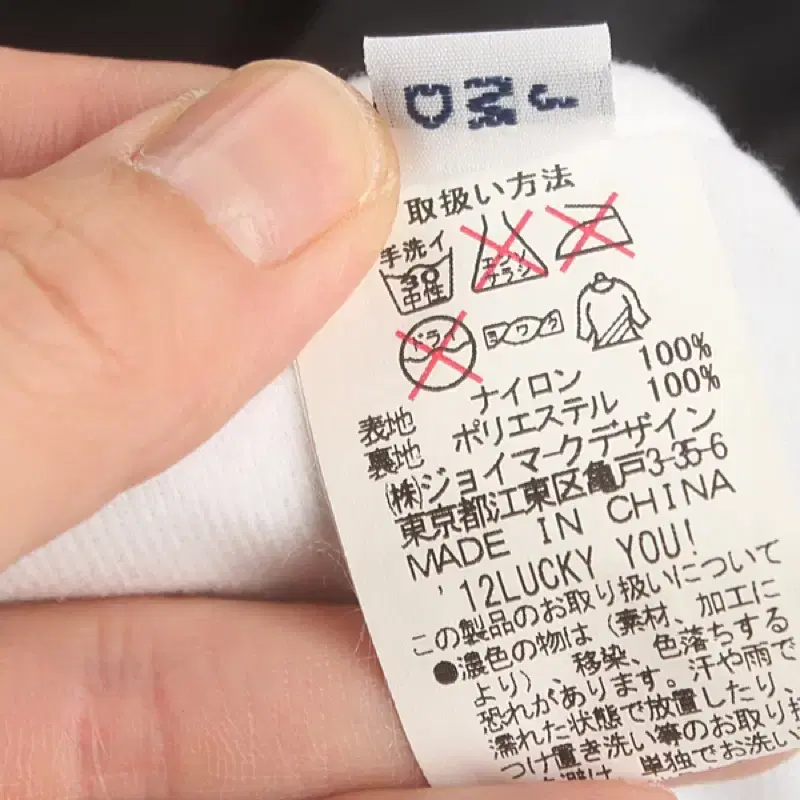 取扱い方法
手洗イ
30
中性
エンソ
サラシ
ドライ
ヨワク
表地 ナイロン 100%
裏地 ポリエステル 100%
(株)ジョイマークデザイン
東京都江東区亀戸3-35-6
MADE IN CHINA
'12LUCKY YOU!
この製品のお取り扱いについて
●濃色の物は(素材、加工に
より)、移染、色落ちする
恐れがあります。汗や雨で
濡れた状態で放置したり、
つけ置き洗い等のお取り扱
単独でお洗い